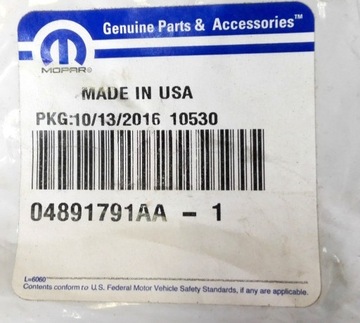 Genuine Parts & Accessories™
MOPAR®
MADE IN USA
PKG:10/13/2016 10530
04891791AA - 1
L=6060
Contents conform to U.S. Federal Motor Vehicle Safety Standards, if any are applicable.